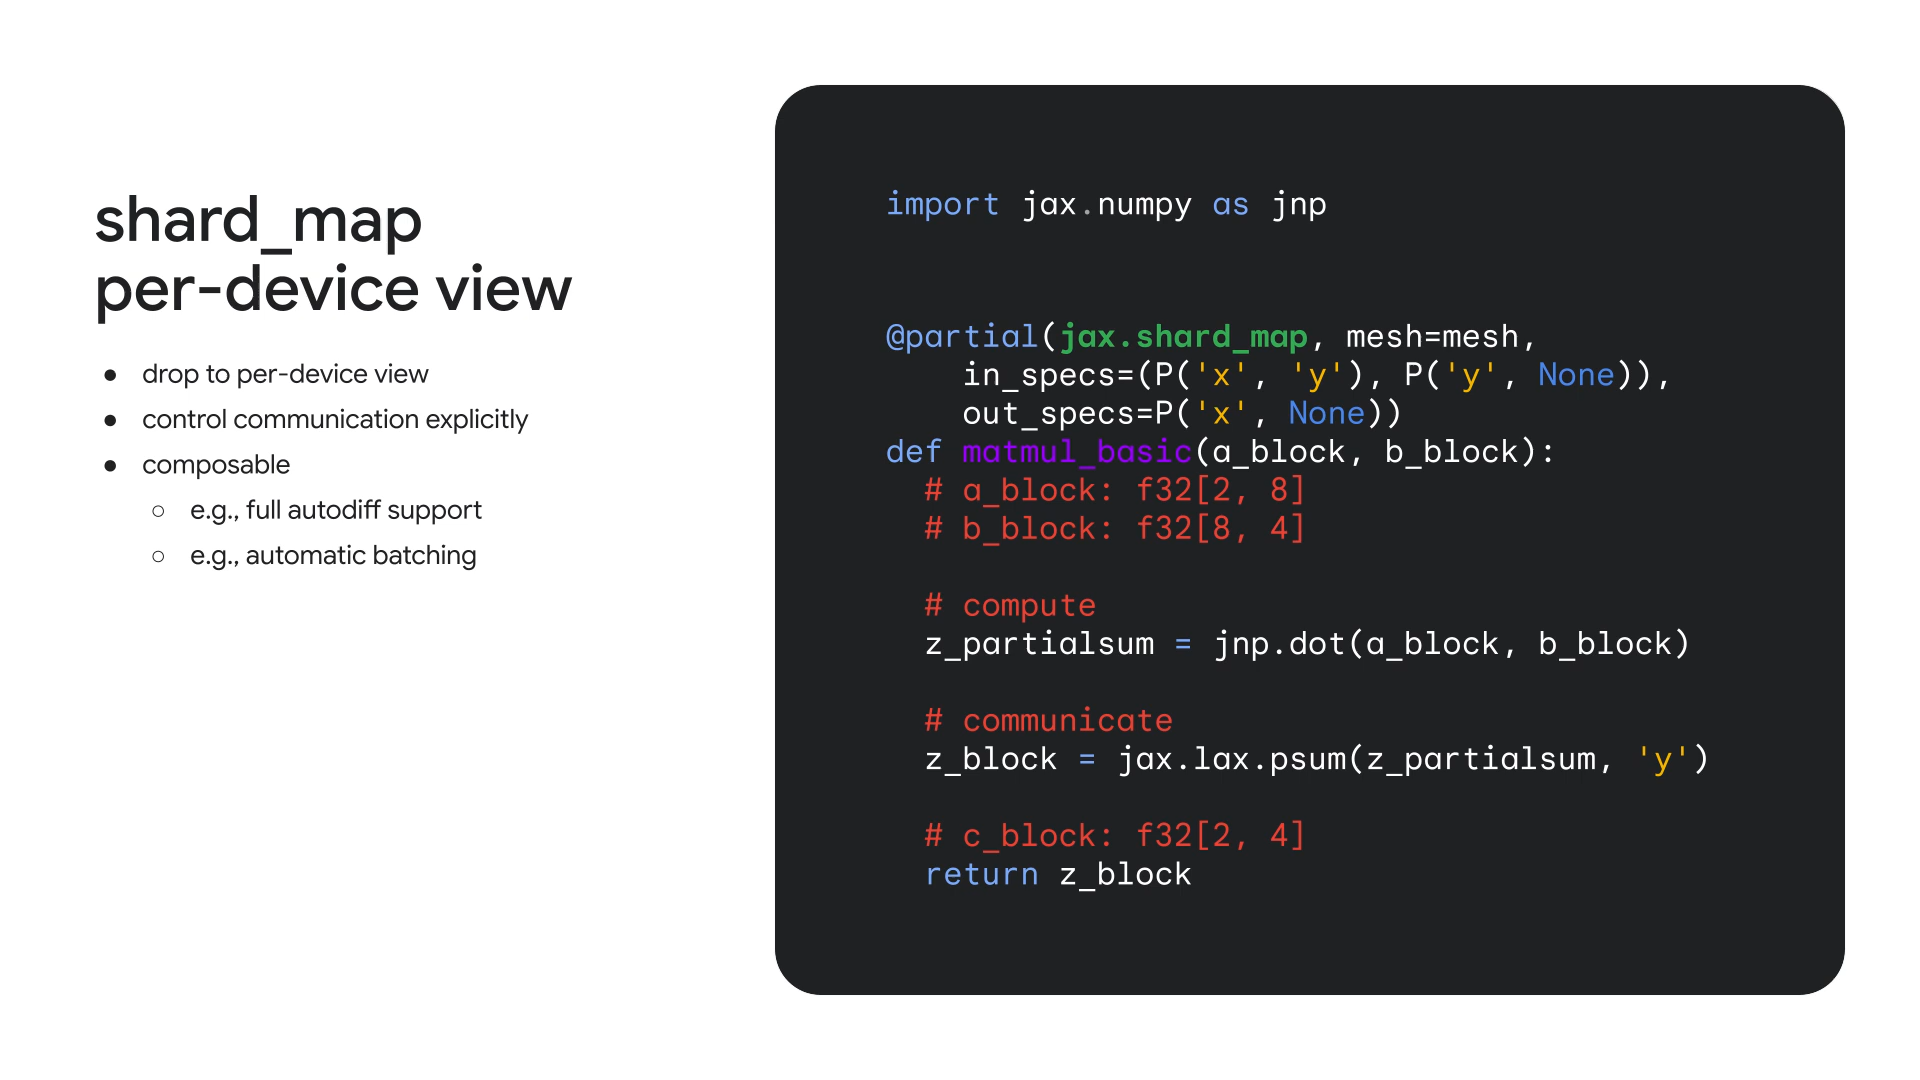 shard_map
per-device view
● drop to per-device view
● control communication explicitly
● composable
○ e.g., full autodiff support
○ e.g., automatic batching
import jax.numpy as jnp
@partial(jax.shard_map, mesh=mesh,
    in_specs=(P('x', 'y'), P('y', None)),
    out_specs=P('x', None))
def matmul_basic(a_block, b_block):
  # a_block: f32[2, 8]
  # b_block: f32[8, 4]
  # compute
  z_partialsum = jnp.dot(a_block, b_block)
  # communicate
  z_block = jax.lax.psum(z_partialsum, 'y')
  # c_block: f32[2, 4]
  return z_block